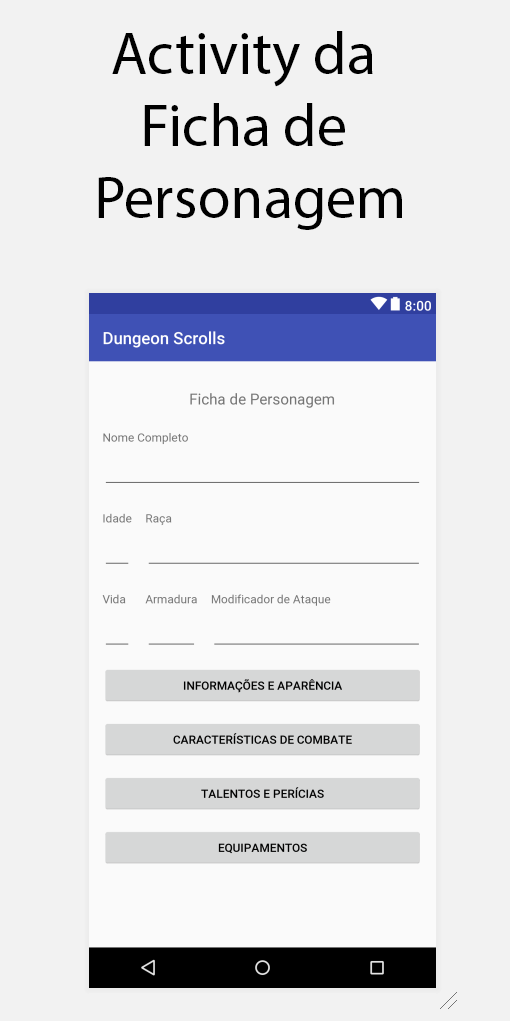 Activity da
Ficha de
Personagem
8:00
Dungeon Scrolls
Ficha de Personagem
Nome Completo
Idade Raça
Vida Armadura Modificador de Ataque
INFORMAÇÕES E APARÊNCIA
CARACTERÍSTICAS DE COMBATE
TALENTOS E PERÍCIAS
EQUIPAMENTOS